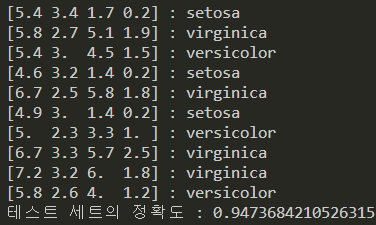 [5.4 3.4 1.7 0.2] : setosa
[5.8 2.7 5.1 1.9] : virginica
[5.4 3.  4.5 1.5] : versicolor
[4.6 3.2 1.4 0.2] : setosa
[6.7 2.5 5.8 1.8] : virginica
[4.9 3.  1.4 0.2] : setosa
[5.  2.3 3.3 1. ] : versicolor
[6.7 3.3 5.7 2.5] : virginica
[7.2 3.2 6.  1.8] : virginica
[5.8 2.6 4.  1.2] : versicolor
테스트 세트의 정확도 : 0.9473684210526315